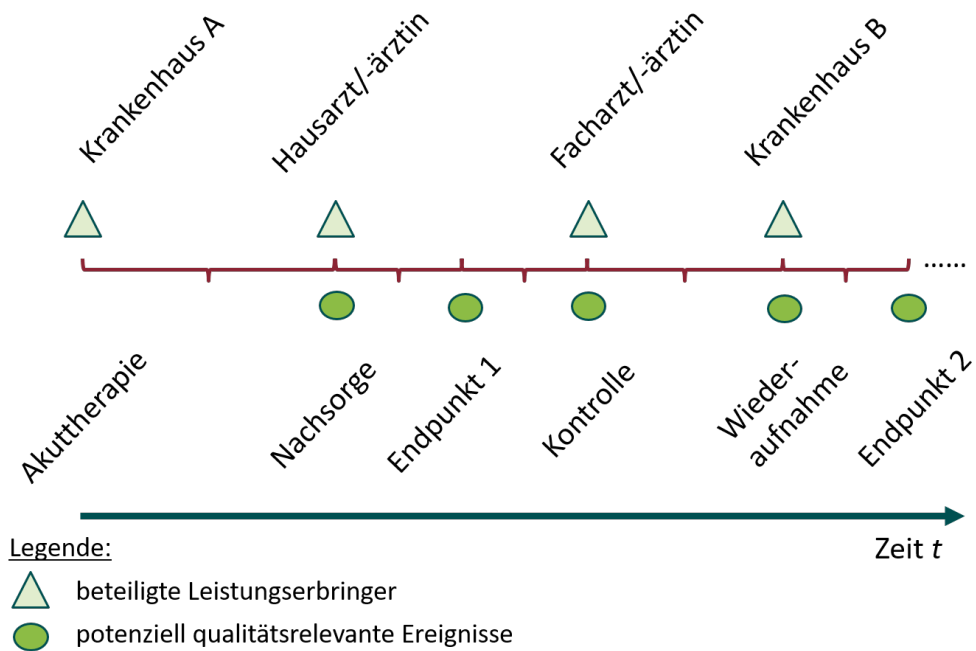 Krankenhaus A
Hausarzt/-ärztin
Facharzt/-ärztin
Krankenhaus B
......
Akuttherapie
Nachsorge
Endpunkt 1
Kontrolle
Wieder-
aufnahme
Endpunkt 2
Zeit t
Legende:
beteiligte Leistungserbringer
potenziell qualitätsrelevante Ereignisse